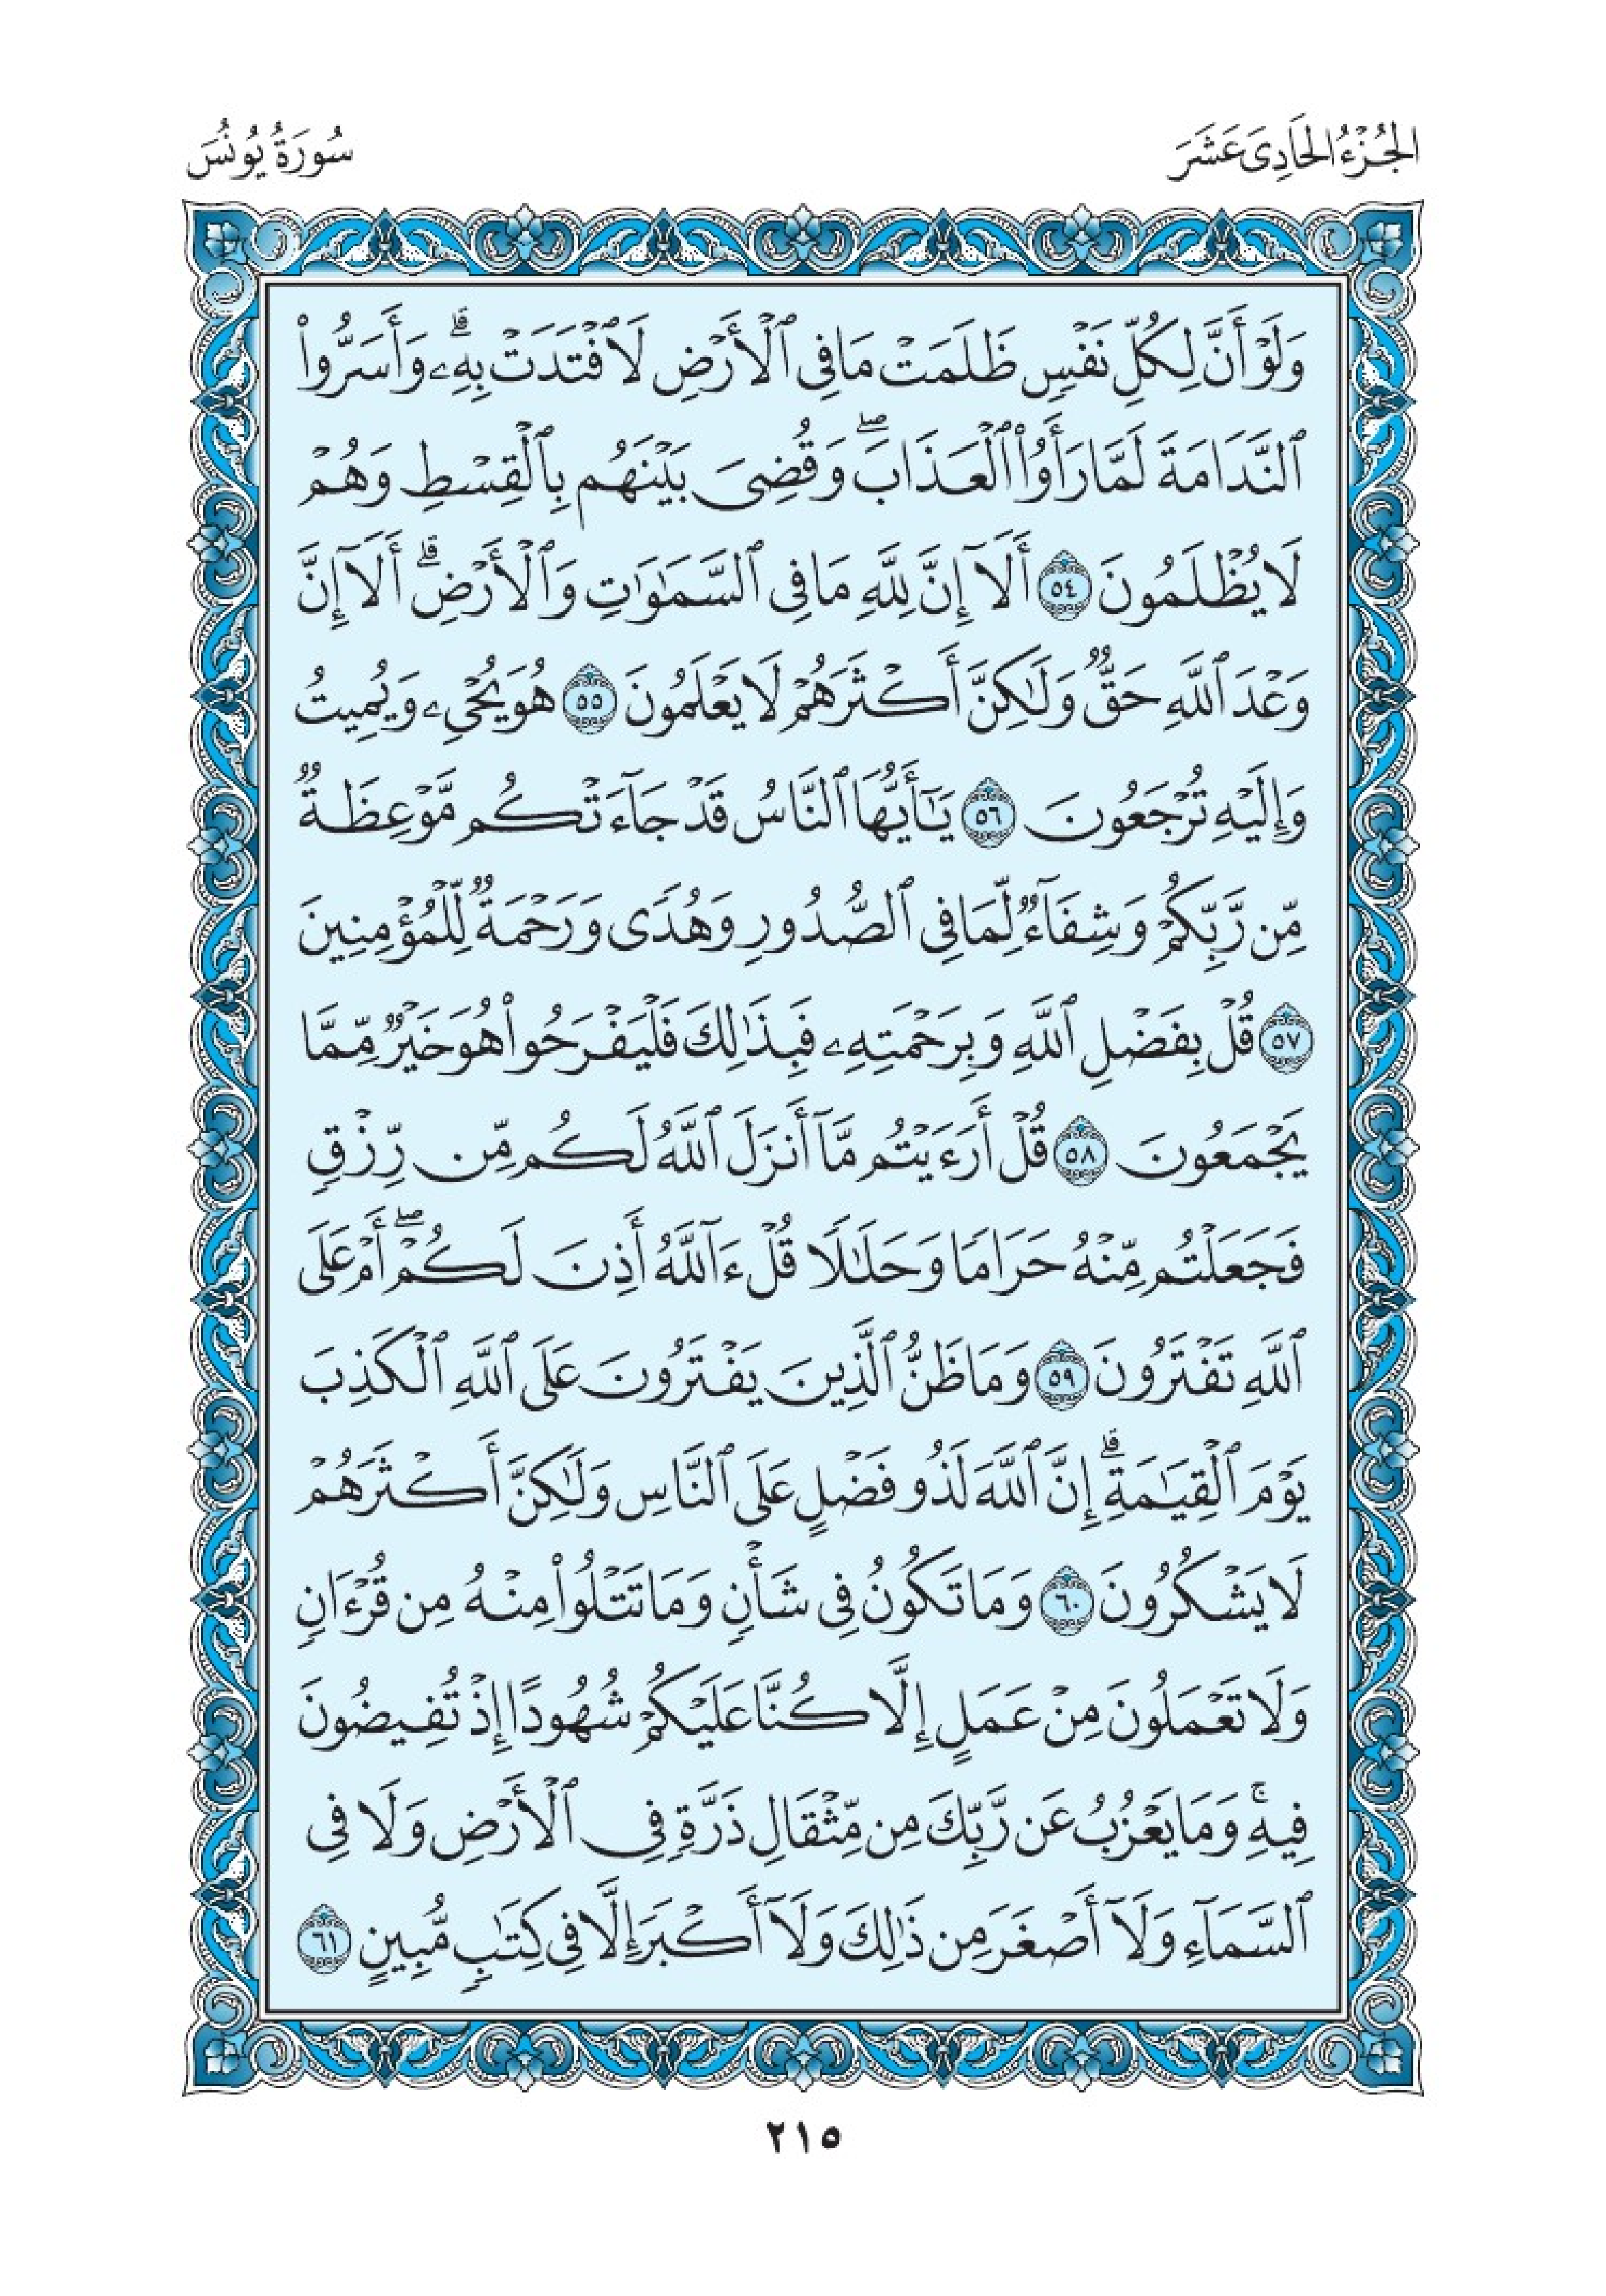 الجُزْءُ الحَادِىَ عَشَرَ
سُورَةُ يُونُسَ
وَلَوْ أَنَّ لِكُلِّ نَفْسٍ ظَلَمَتْ مَا فِى ٱلْأَرْضِ لَٱفْتَدَتْ بِهِۦۗ وَأَسَرُّوا۟
ٱلنَّدَامَةَ لَمَّا رَأَوُا۟ ٱلْعَذَابَۖ وَقُضِىَ بَيْنَهُم بِٱلْقِسْطِ وَهُمْ
لَا يُظْلَمُونَ ٥٤ أَلَآ إِنَّ لِلَّهِ مَا فِى ٱلسَّمَـٰوَٰتِ وَٱلْأَرْضِۗ أَلَآ إِنَّ
وَعْدَ ٱللَّهِ حَقٌّ وَلَـٰكِنَّ أَكْثَرَهُمْ لَا يَعْلَمُونَ ٥٥ هُوَ يُحْىِۦ وَيُمِيتُ
وَإِلَيْهِ تُرْجَعُونَ ٥٦ يَـٰٓأَيُّهَا ٱلنَّاسُ قَدْ جَآءَتْكُم مَّوْعِظَةٌ
مِّن رَّبِّكُمْ وَشِفَآءٌ لِّمَا فِى ٱلصُّدُورِ وَهُدًى وَرَحْمَةٌ لِّلْمُؤْمِنِينَ
٥٧ قُلْ بِفَضْلِ ٱللَّهِ وَبِرَحْمَتِهِۦ فَبِذَٰلِكَ فَلْيَفْرَحُوا۟ هُوَ خَيْرٌ مِّمَّا
يَجْمَعُونَ ٥٨ قُلْ أَرَءَيْتُم مَّآ أَنزَلَ ٱللَّهُ لَكُم مِّن رِّزْقٍ
فَجَعَلْتُم مِّنْهُ حَرَامًا وَحَلَـٰلًا قُلْ ءَآللَّهُ أَذِنَ لَكُمْۖ أَمْ عَلَى
ٱللَّهِ تَفْتَرُونَ ٥٩ وَمَا ظَنُّ ٱلَّذِينَ يَفْتَرُونَ عَلَى ٱللَّهِ ٱلْكَذِبَ
يَوْمَ ٱلْقِيَـٰمَةِۗ إِنَّ ٱللَّهَ لَذُو فَضْلٍ عَلَى ٱلنَّاسِ وَلَـٰكِنَّ أَكْثَرَهُمْ
لَا يَشْكُرُونَ ٦٠ وَمَا تَكُونُ فِى شَأْنٍ وَمَا تَتْلُوا۟ مِنْهُ مِن قُرْءَانٍ
وَلَا تَعْمَلُونَ مِنْ عَمَلٍ إِلَّا كُنَّا عَلَيْكُمْ شُهُودًا إِذْ تُفِيضُونَ
فِيهِۚ وَمَا يَعْزُبُ عَن رَّبِّكَ مِن مِّثْقَالِ ذَرَّةٍ فِى ٱلْأَرْضِ وَلَا فِى
ٱلسَّمَآءِ وَلَآ أَصْغَرَ مِن ذَٰلِكَ وَلَآ أَكْبَرَ إِلَّا فِى كِتَـٰبٍ مُّبِينٍ ٦١
٢١٥